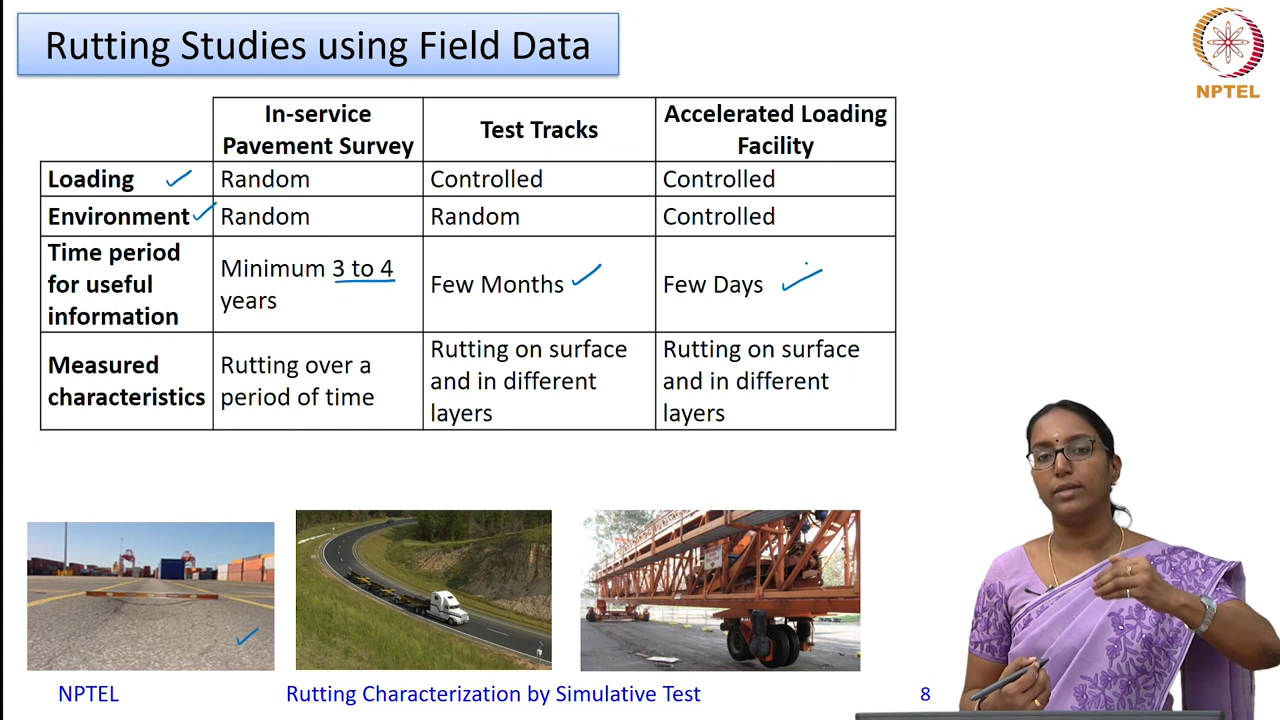 Rutting Studies using Field Data
NPTEL
In-service
Pavement Survey
Test Tracks
Accelerated Loading
Facility
Loading
Random
Controlled
Controlled
Environment
Random
Random
Controlled
Time period
for useful
information
Minimum 3 to 4
years
Few Months
Few Days
Measured
characteristics
Rutting over a
period of time
Rutting on surface
and in different
layers
Rutting on surface
and in different
layers
NPTEL
Rutting Characterization by Simulative Test
8